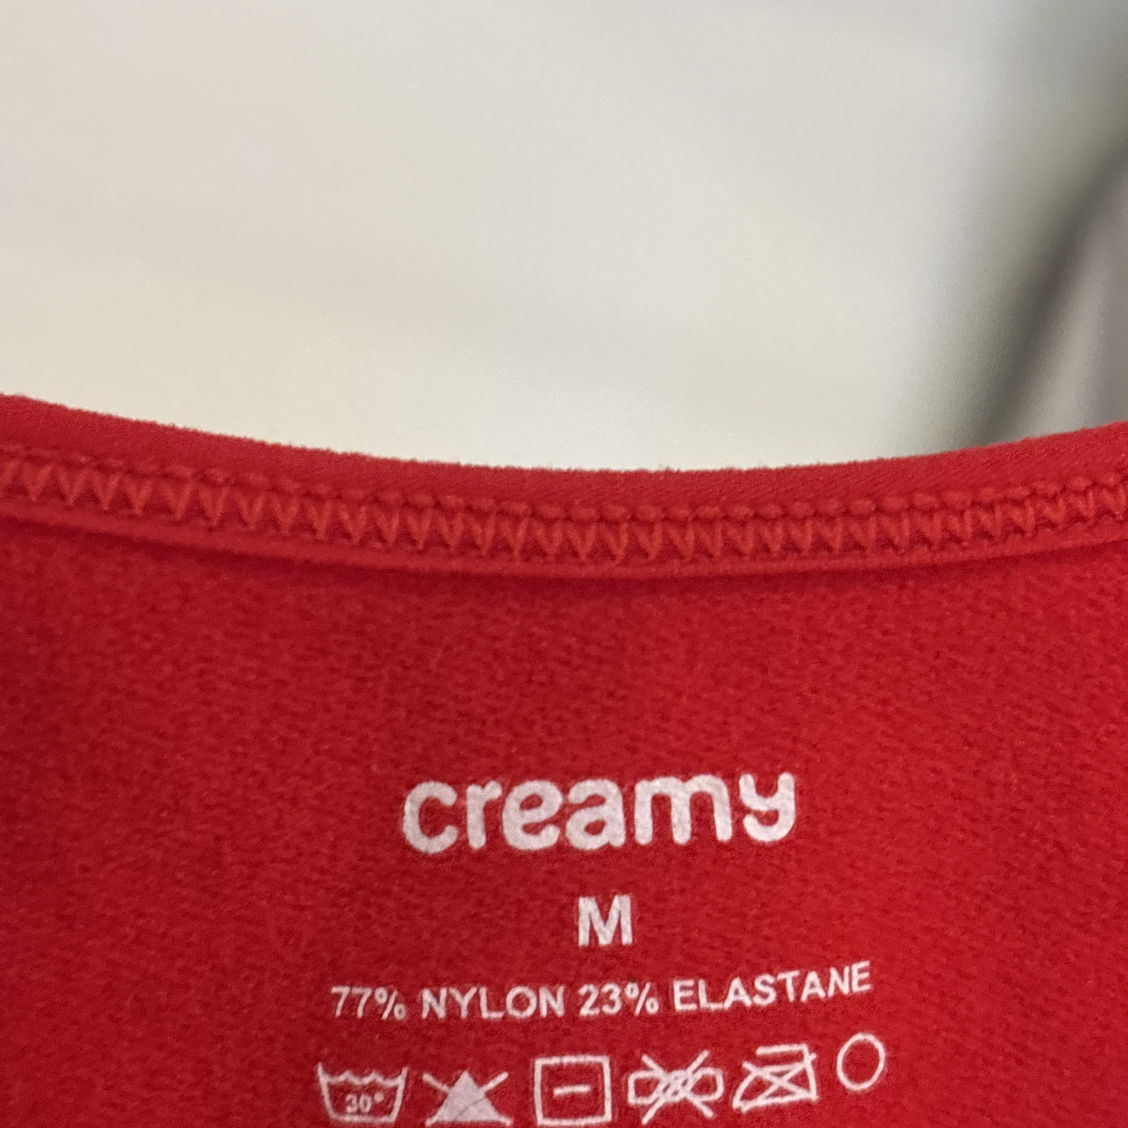 creamy
M
77% NYLON 23% ELASTANE
30°